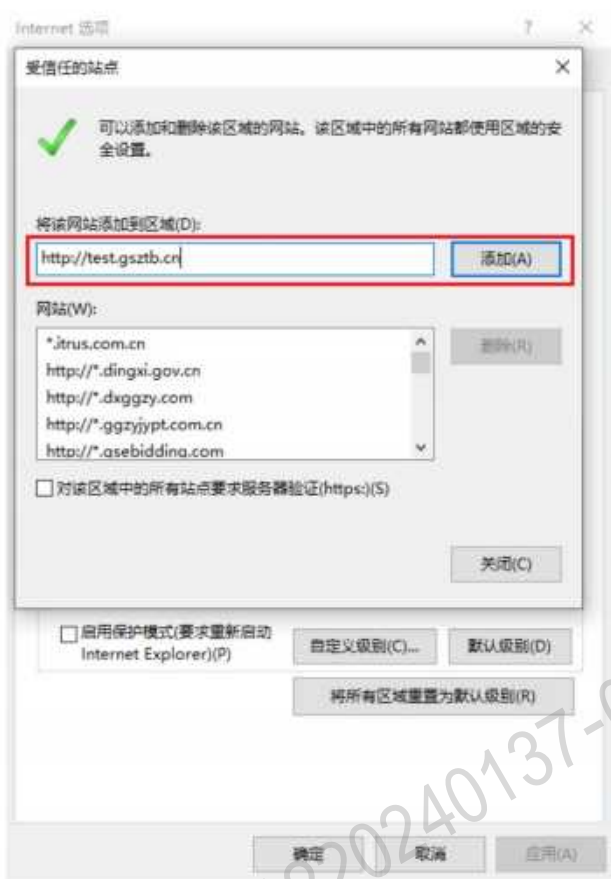 Internet 选项
?
受信任的站点
可以添加和删除该区域的网站。该区域中的所有网站都使用区域的安
全设置。
将该网站添加到区域(D):
http://test.gsztb.cn
添加(A)
网站(W):
*.itrus.com.cn
删除(R)
http://*.dingxi.gov.cn
http://*.dxggzy.com
http://*.ggzyjypt.com.cn
http://*.gsebidding.com
对该区域中的所有站点要求服务器验证(https:)(S)
关闭(C)
启用保护模式(要求重新启动
Internet Explorer)(P)
自定义级别(C)...
默认级别(D)
将所有区域重置为默认级别(R)
确定
取消
应用(A)